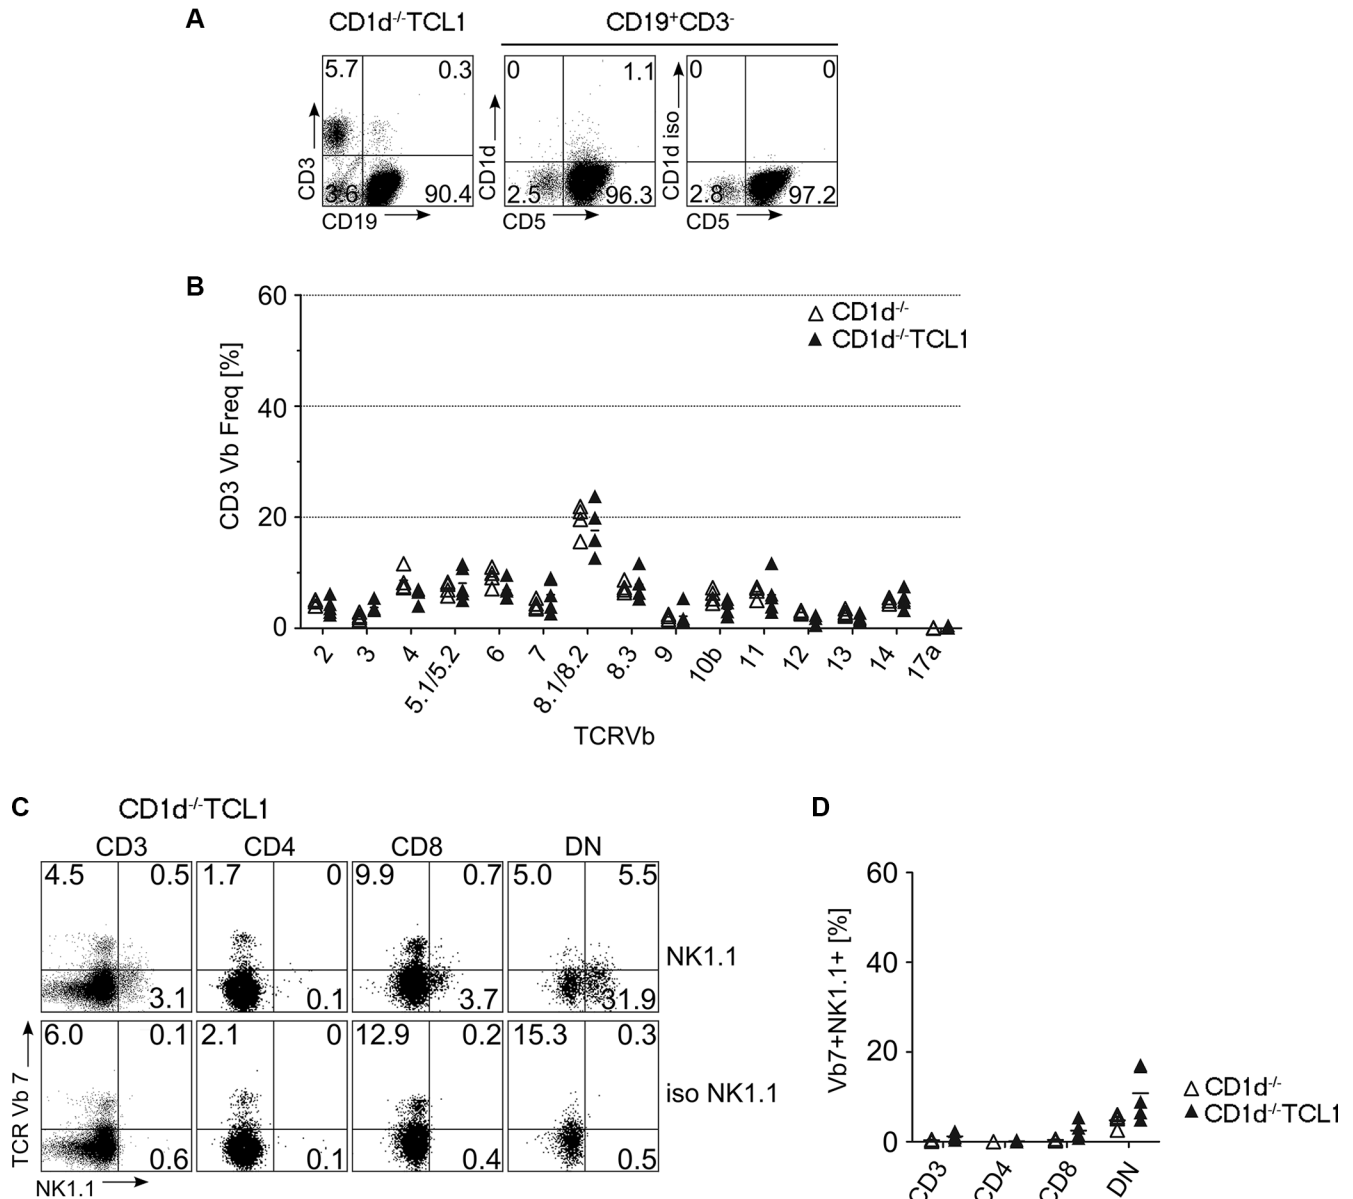 A
CD1d-/-TCL1
CD19+CD3-
5.7 0.3
3.6 90.4
CD3
CD19
0 1.1
2.5 96.3
CD1d
CD5
0 0
2.8 97.2
CD1d iso
CD5
B
60
40
20
0
CD3 Vb Freq [%]
CD1d-/-
CD1d-/-TCL1
2 3 4 5.1/5.2 6 7 8.1/8.2 8.3 9 10b 11 12 13 14 17a
TCRVb
C
CD1d-/-TCL1
CD3 CD4 CD8 DN
4.5 0.5 1.7 0 9.9 0.7 5.0 5.5
NK1.1
3.1 0.1 3.7 31.9
6.0 0.1 2.1 0 12.9 0.2 15.3 0.3
iso NK1.1
0.6 0.1 0.4 0.5
TCR Vb 7
NK1.1
D
60
40
20
0
Vb7+NK1.1+ [%]
CD1d-/-
CD1d-/-TCL1
CD3 CD4 CD8 DN